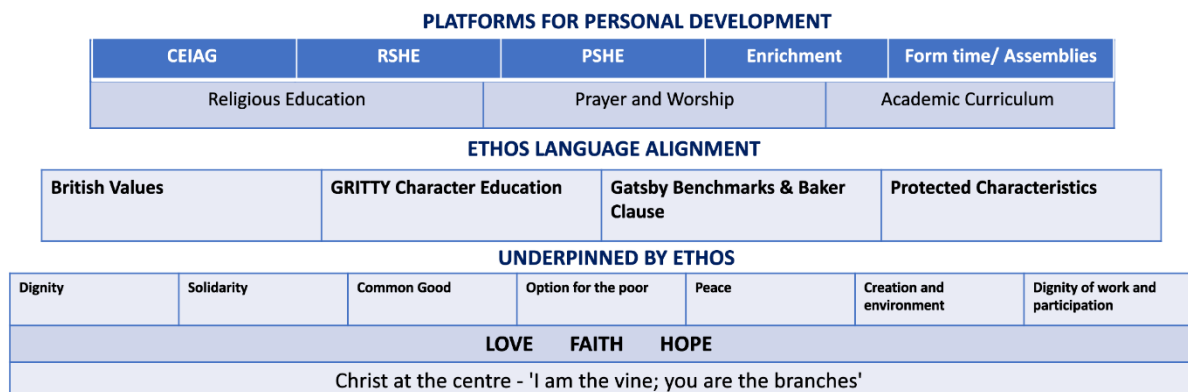 PLATFORMS FOR PERSONAL DEVELOPMENT
CEIAG RSHE PSHE Enrichment Form time/ Assemblies
Religious Education Prayer and Worship Academic Curriculum
ETHOS LANGUAGE ALIGNMENT
British Values GRITTY Character Education Gatsby Benchmarks & Baker Clause Protected Characteristics
UNDERPINNED BY ETHOS
Dignity Solidarity Common Good Option for the poor Peace Creation and environment Dignity of work and participation
LOVE FAITH HOPE
Christ at the centre - 'I am the vine; you are the branches'